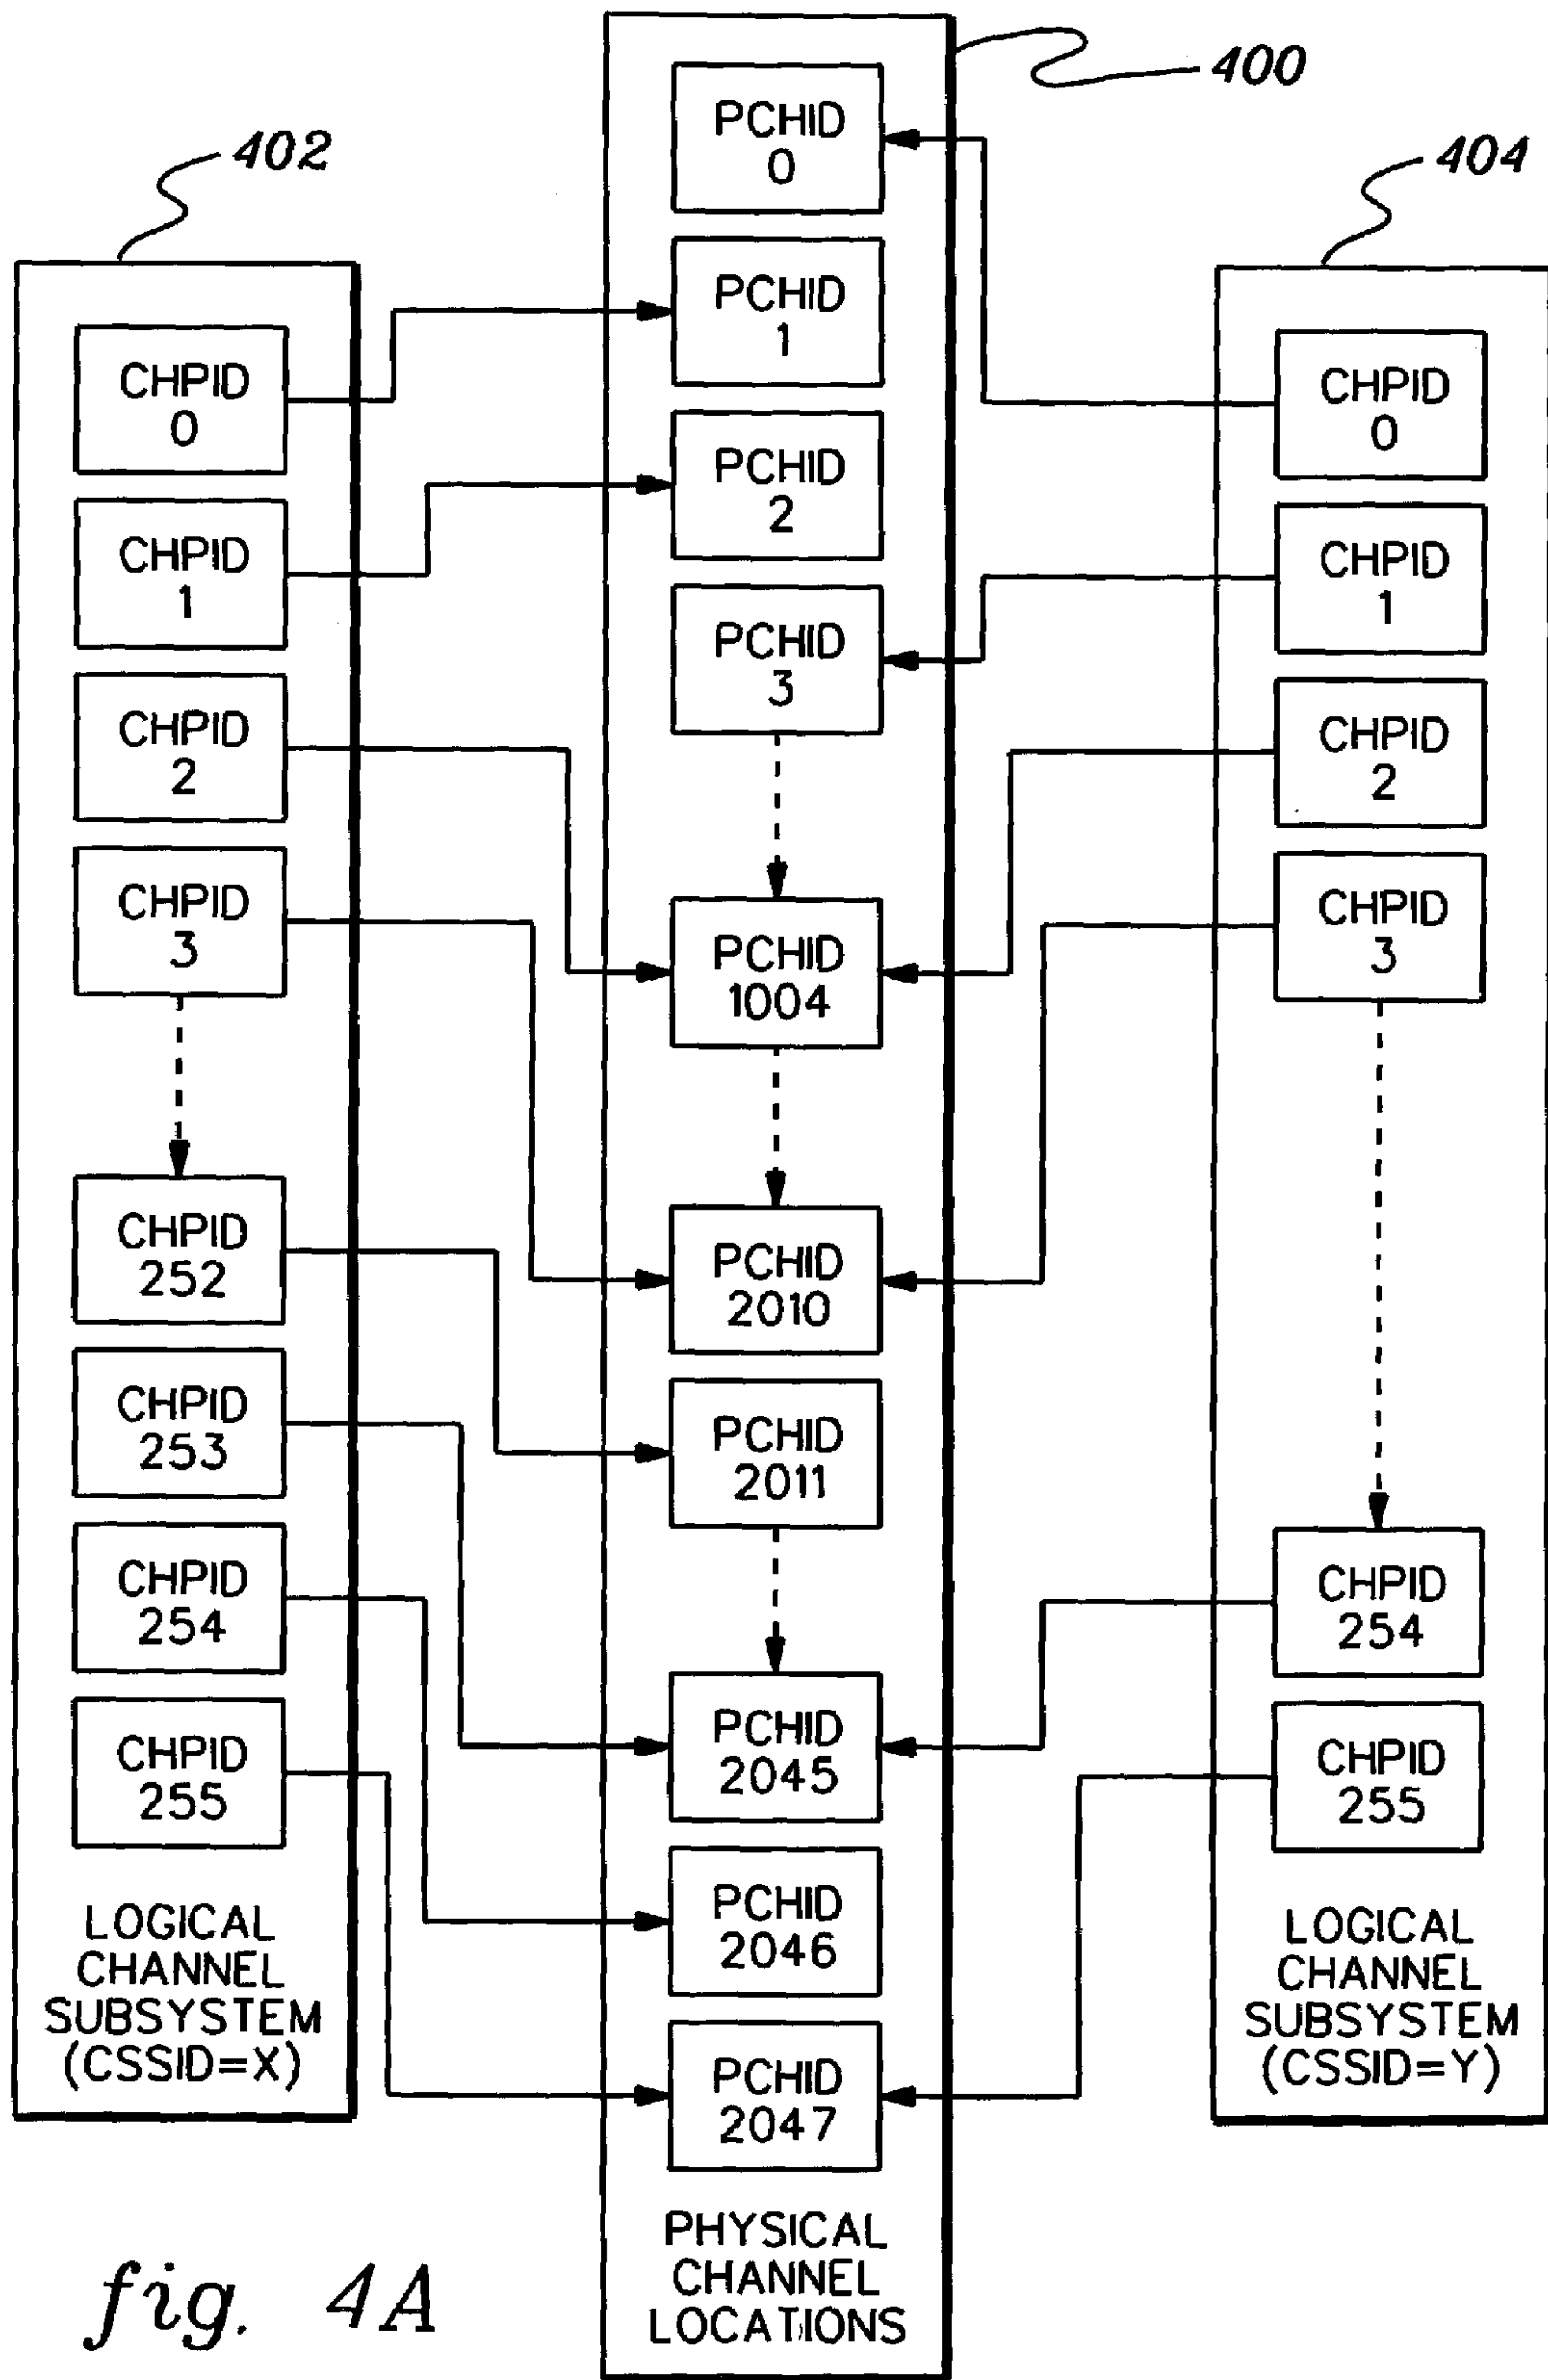 400
402
404
CHPID
0
CHPID
1
CHPID
2
CHPID
3
CHPID
252
CHPID
253
CHPID
254
CHPID
255
LOGICAL
CHANNEL
SUBSYSTEM
(CSSID=X)
PCHID
0
PCHID
1
PCHID
2
PCHID
3
PCHID
1004
PCHID
2010
PCHID
2011
PCHID
2045
PCHID
2046
PCHID
2047
PHYSICAL
CHANNEL
LOCATIONS
CHPID
0
CHPID
1
CHPID
2
CHPID
3
CHPID
254
CHPID
255
LOGICAL
CHANNEL
SUBSYSTEM
(CSSID=Y)
fig. 4A